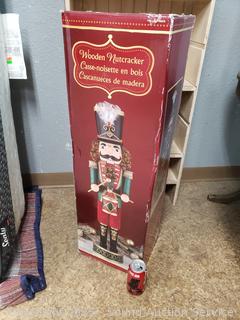 Wooden Nutcracker
Casse-noisette en bois
Cascanueces de madera
Sound Auction Service